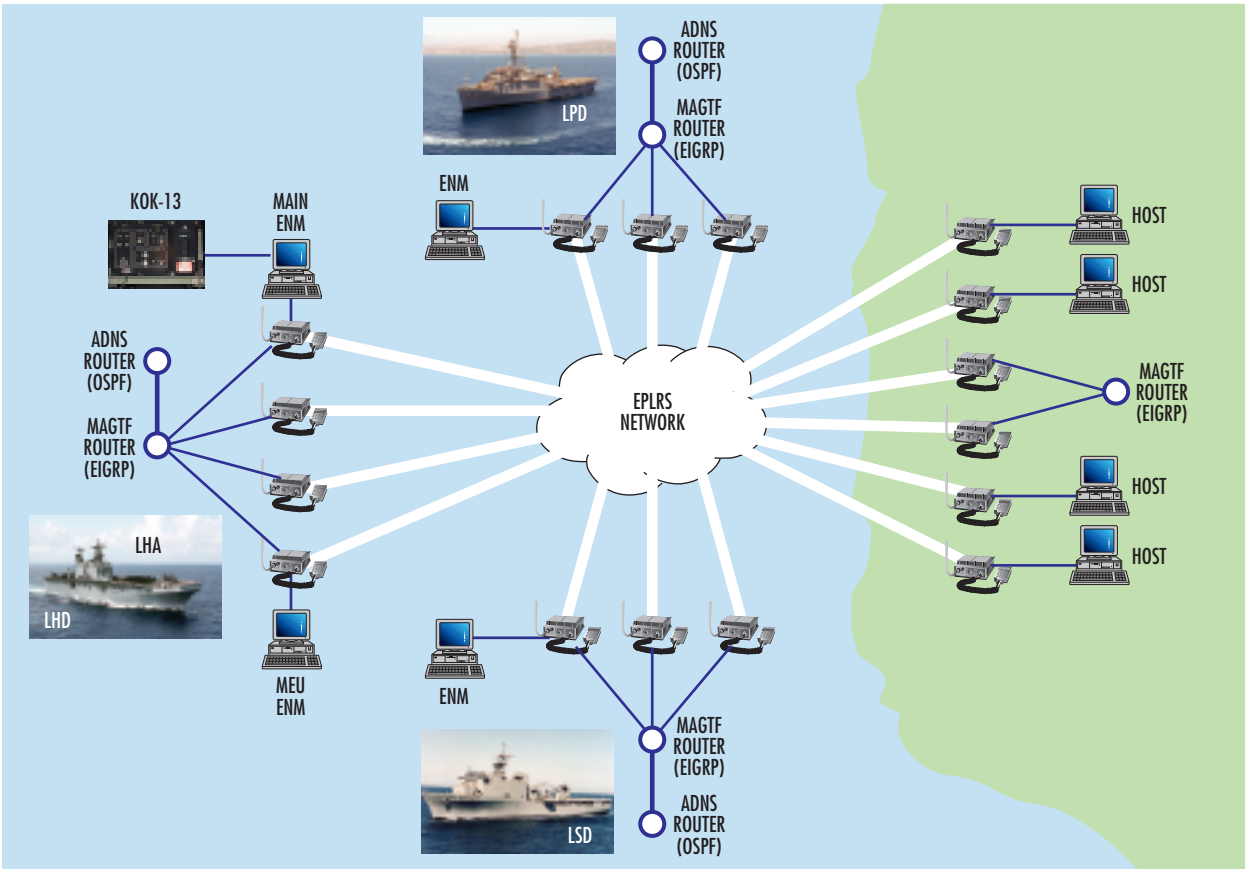 ADNS
ROUTER
(OSPF)
LPD
MAGTF
ROUTER
(EIGRP)
ENM
KOK-13
MAIN
ENM
HOST
HOST
ADNS
ROUTER
(OSPF)
MAGTF
ROUTER
(EIGRP)
EPLRS
NETWORK
MAGTF
ROUTER
(EIGRP)
HOST
HOST
LHA
LHD
MEU
ENM
ENM
MAGTF
ROUTER
(EIGRP)
LSD
ADNS
ROUTER
(OSPF)